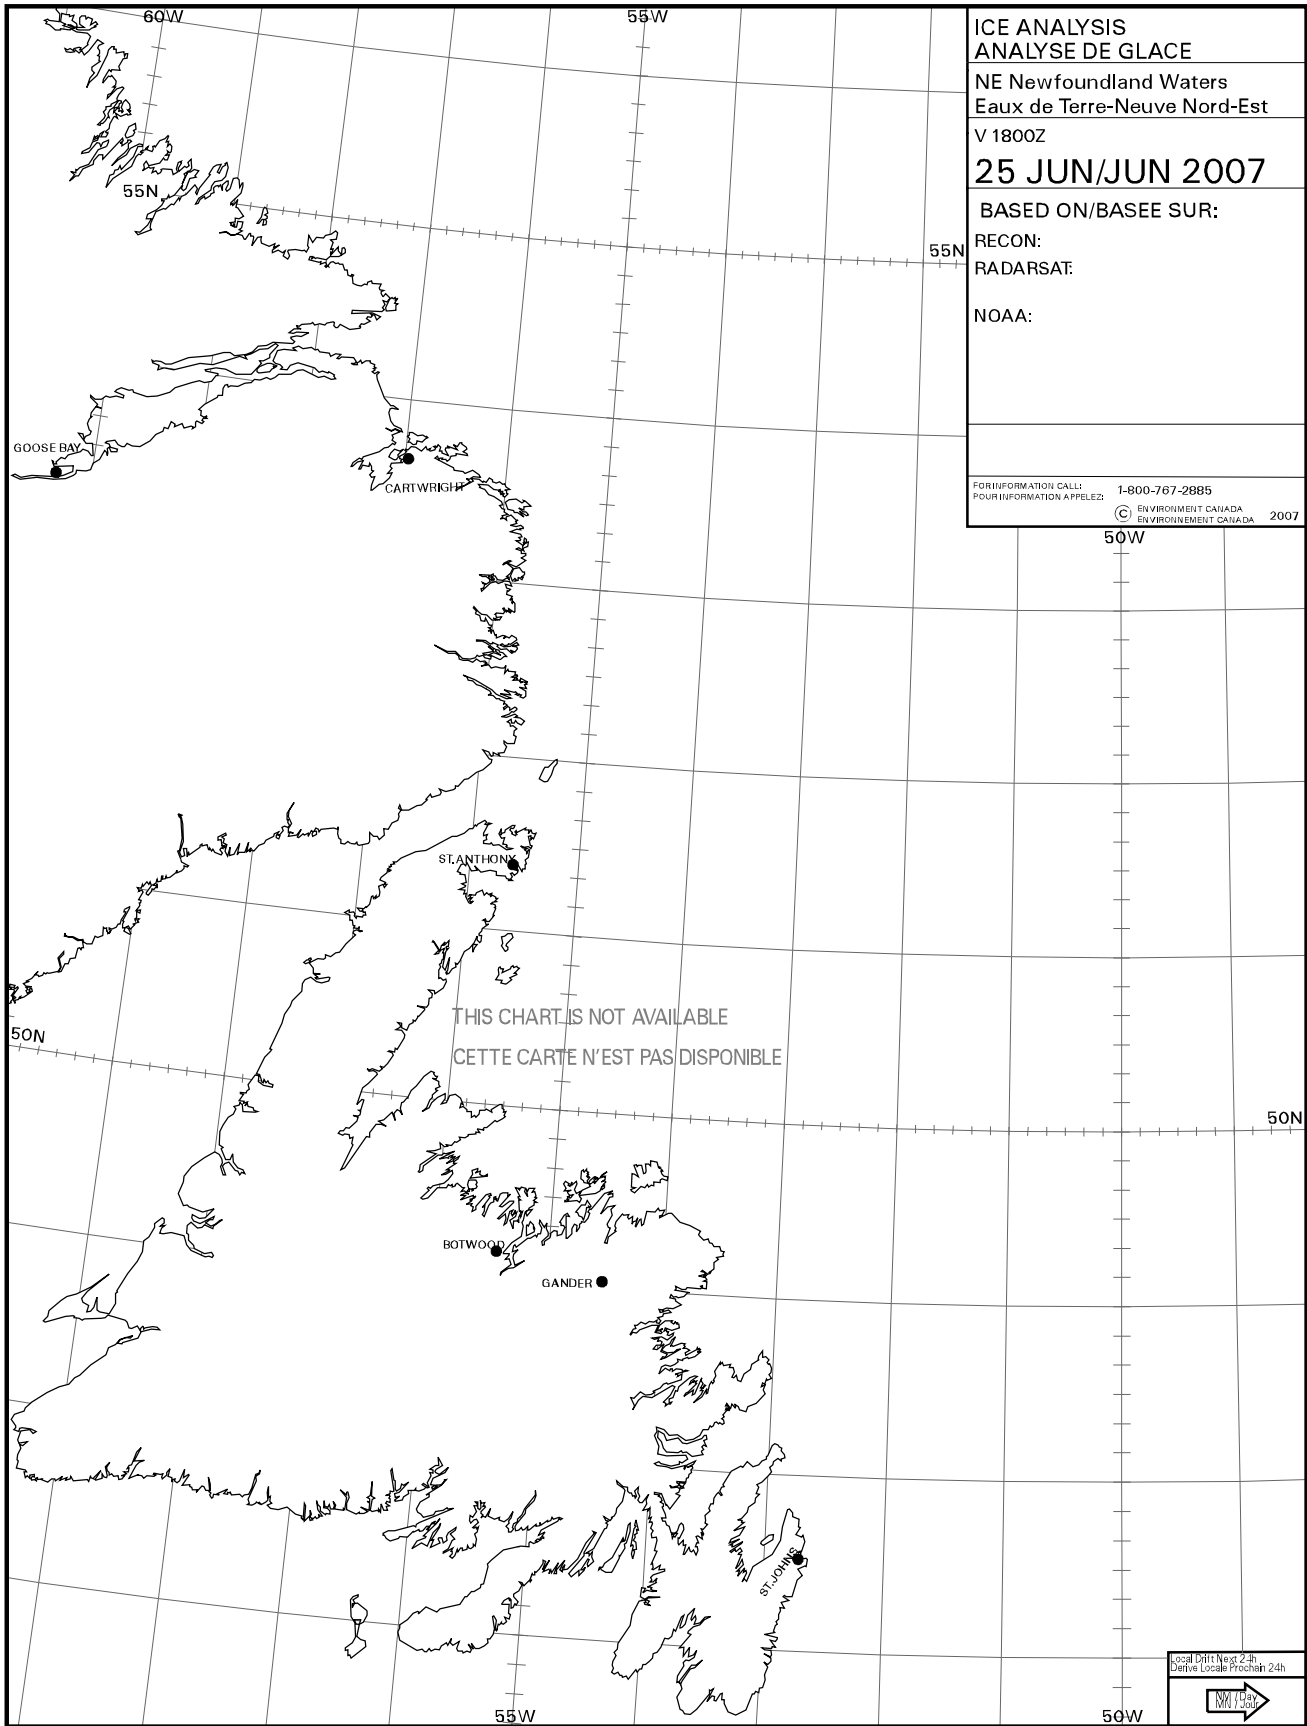 60W
55W
ICE ANALYSIS
ANALYSE DE GLACE
NE Newfoundland Waters
Eaux de Terre-Neuve Nord-Est
V 1800Z
25 JUN/JUN 2007
BASED ON/BASEE SUR:
RECON:
RADARSAT:
NOAA:
FOR INFORMATION CALL:
POUR INFORMATION APPELEZ:
1-800-767-2885
© ENVIRONMENT CANADA
ENVIRONNEMENT CANADA
2007
55N
55N
GOOSE BAY
CARTWRIGHT
50W
ST.ANTHONY
THIS CHART IS NOT AVAILABLE
CETTE CARTE N'EST PAS DISPONIBLE
50N
50N
BOTWOOD
GANDER
ST.JOHNS
Local Drift Next 24h
Derive Locale Prochain 24h
NM / Day
MN / Jour
55W
50W